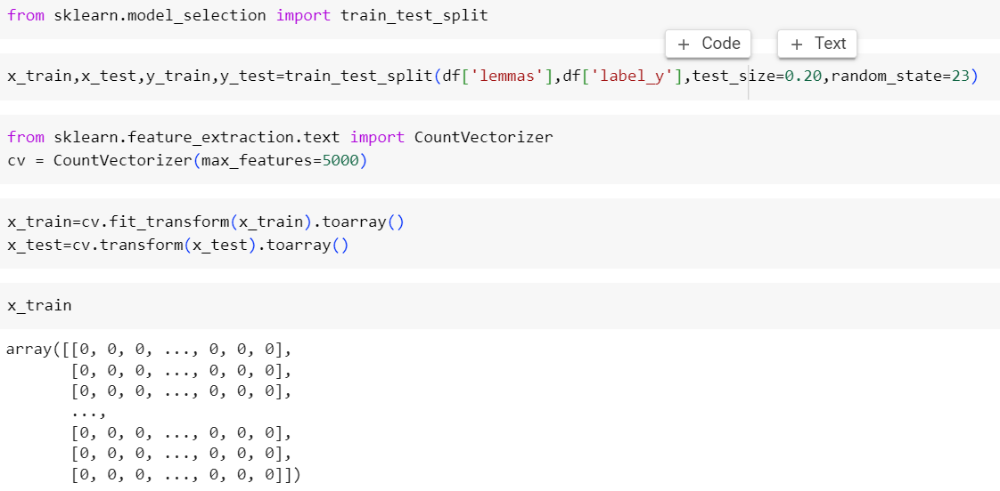 from sklearn.model_selection import train_test_split
+ Code + Text
x_train,x_test,y_train,y_test=train_test_split(df['lemmas'],df['label_y'],test_size=0.20,random_state=23)
from sklearn.feature_extraction.text import CountVectorizer
cv = CountVectorizer(max_features=5000)
x_train=cv.fit_transform(x_train).toarray()
x_test=cv.transform(x_test).toarray()
x_train
array([[0, 0, 0, ..., 0, 0, 0],
       [0, 0, 0, ..., 0, 0, 0],
       [0, 0, 0, ..., 0, 0, 0],
       ...,
       [0, 0, 0, ..., 0, 0, 0],
       [0, 0, 0, ..., 0, 0, 0],
       [0, 0, 0, ..., 0, 0, 0]])